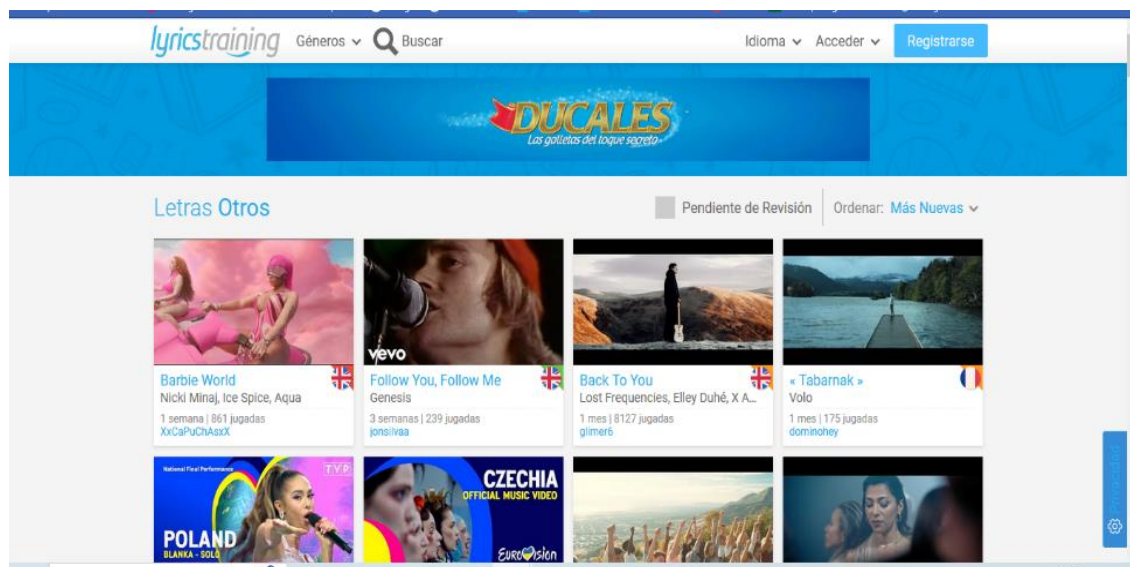 lyricstraining Géneros Buscar Idioma Acceder Registrarse
DUCALES
Las galletas del toque secreto
Letras Otros Pendiente de Revisión Ordenar: Más Nuevas
vevo
Barbie World
Nicki Minaj, Ice Spice, Aqua
1 semana | 861 jugadas
XxCaPuChAsxX
Follow You, Follow Me
Genesis
3 semanas | 239 jugadas
jonsilvaa
Back To You
Lost Frequencies, Elley Duhé, X A...
1 mes | 8127 jugadas
glimer6
« Tabarnak »
Volo
1 mes | 175 jugadas
dominohey
National Final Performance
TVP
POLAND
BLANKA - SOLO
CZECHIA
OFFICIAL MUSIC VIDEO
EUROVISION
Privacidad